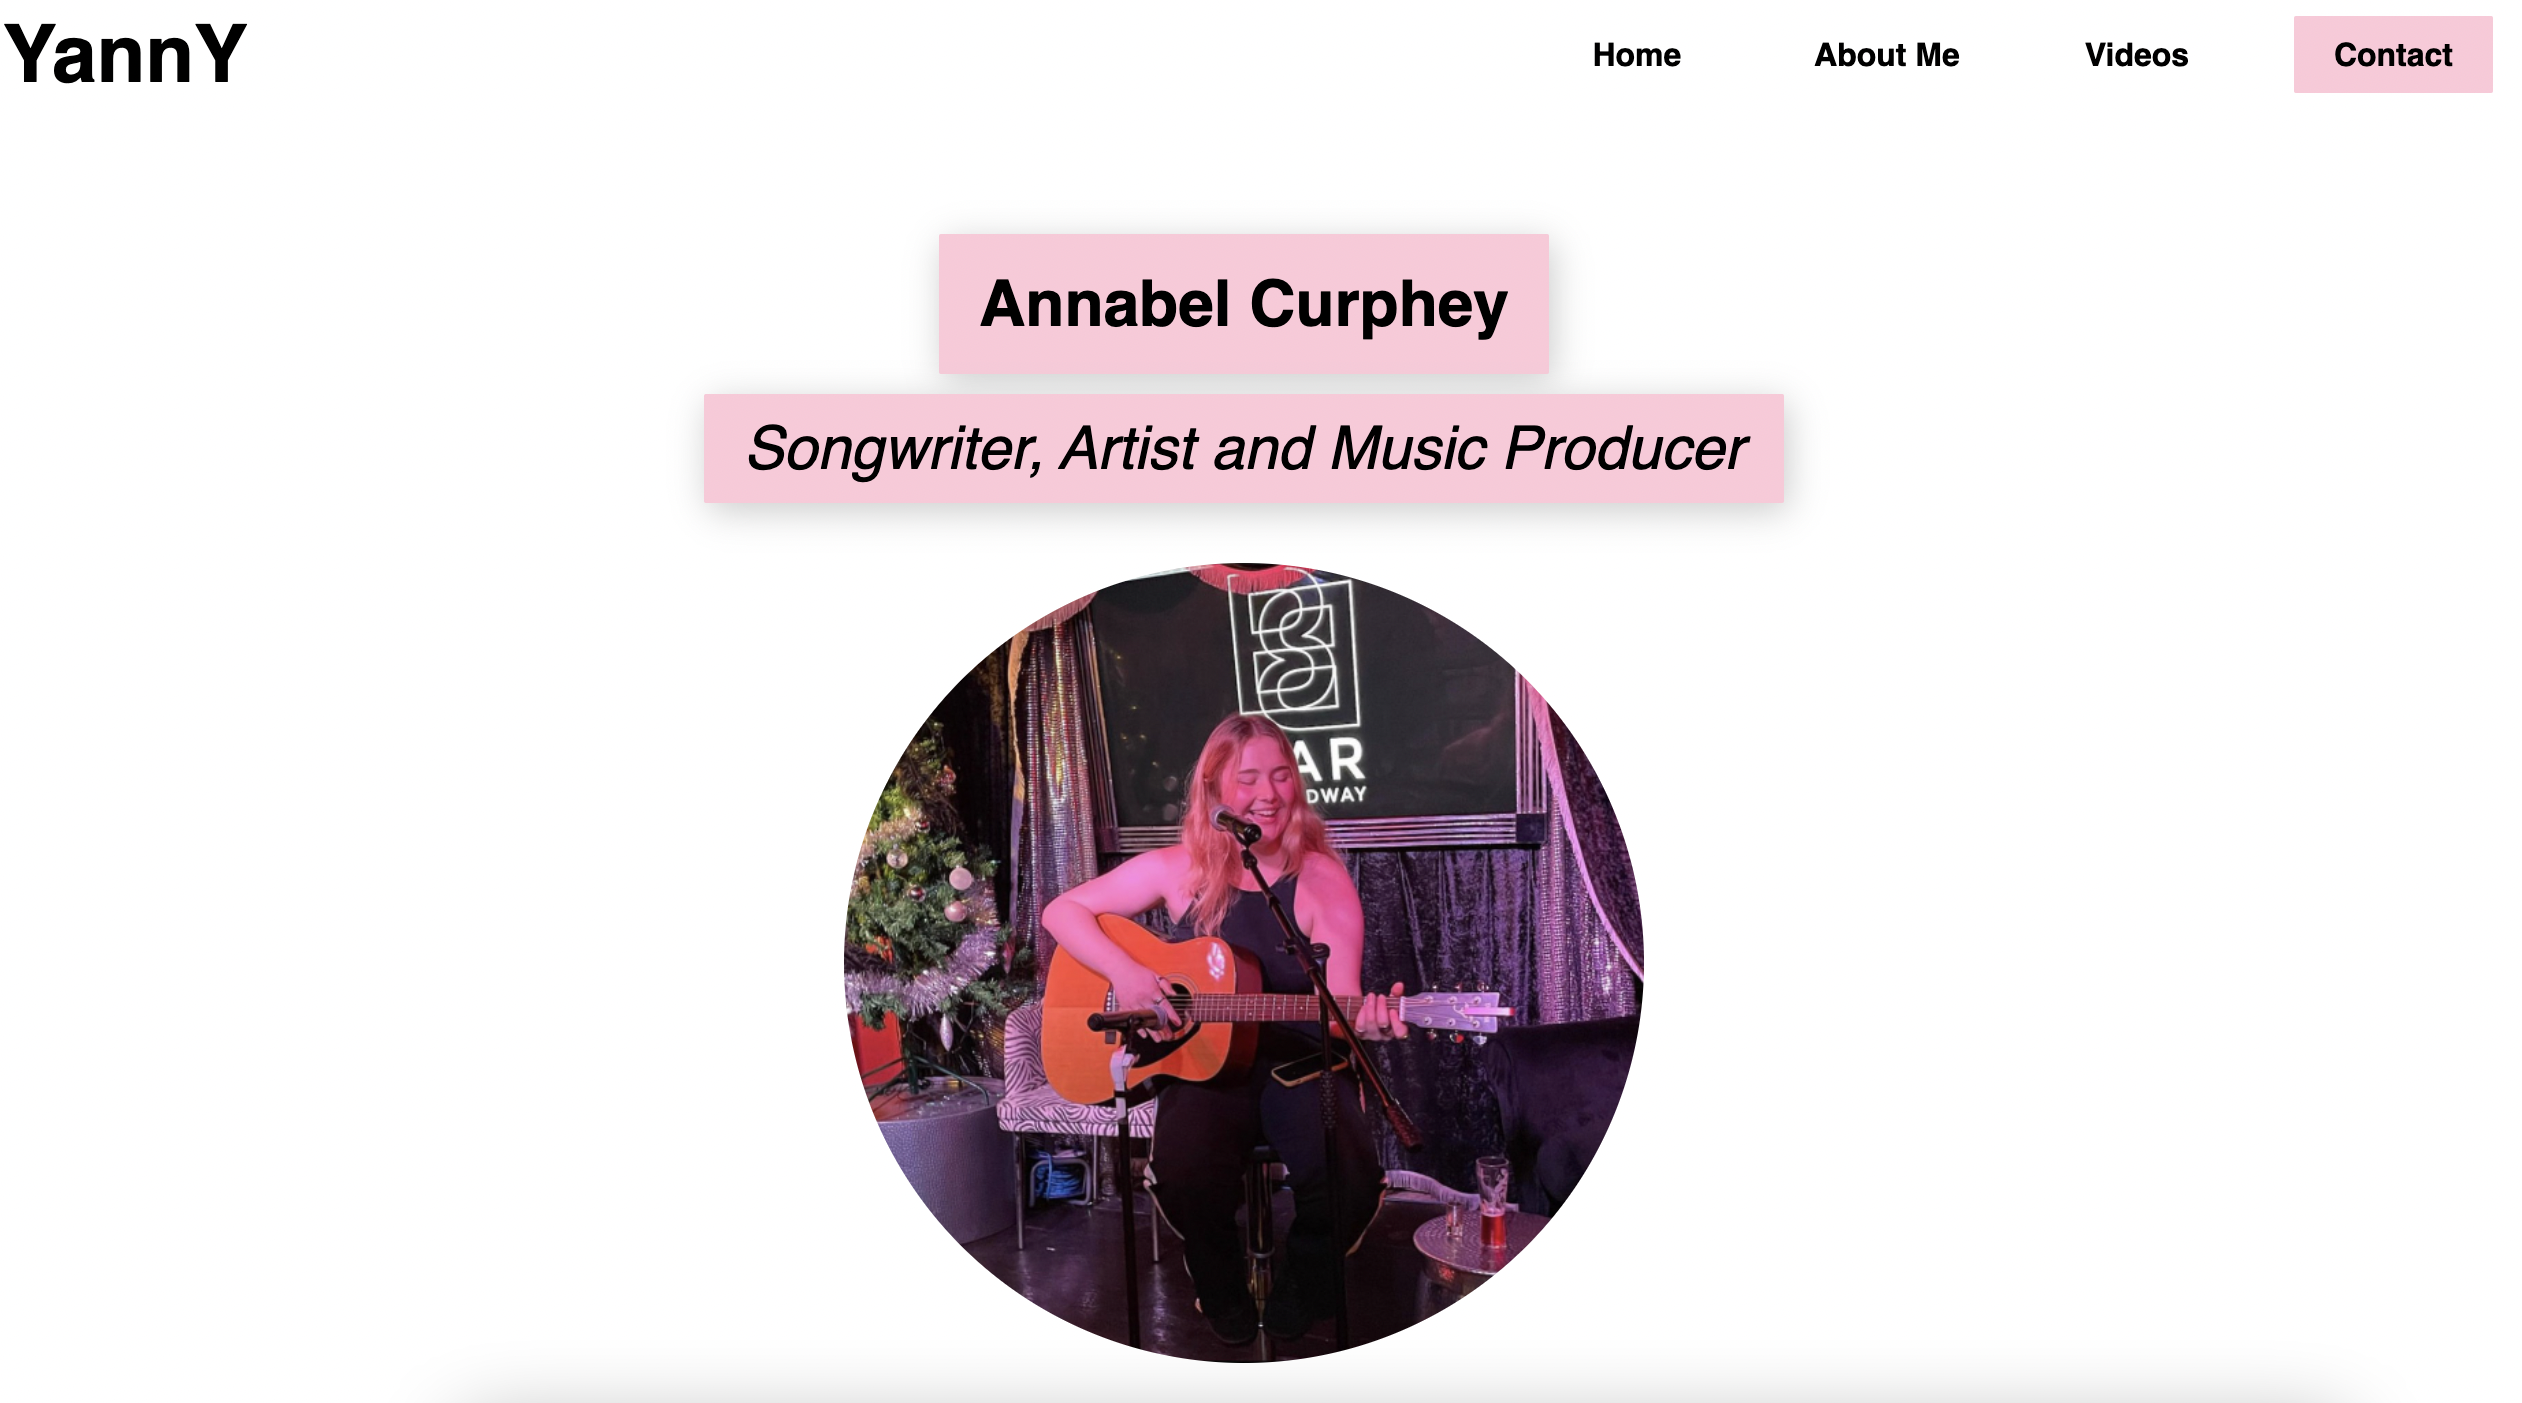 YannY
Home
About Me
Videos
Contact
Annabel Curphey
Songwriter, Artist and Music Producer
AR
DWAY